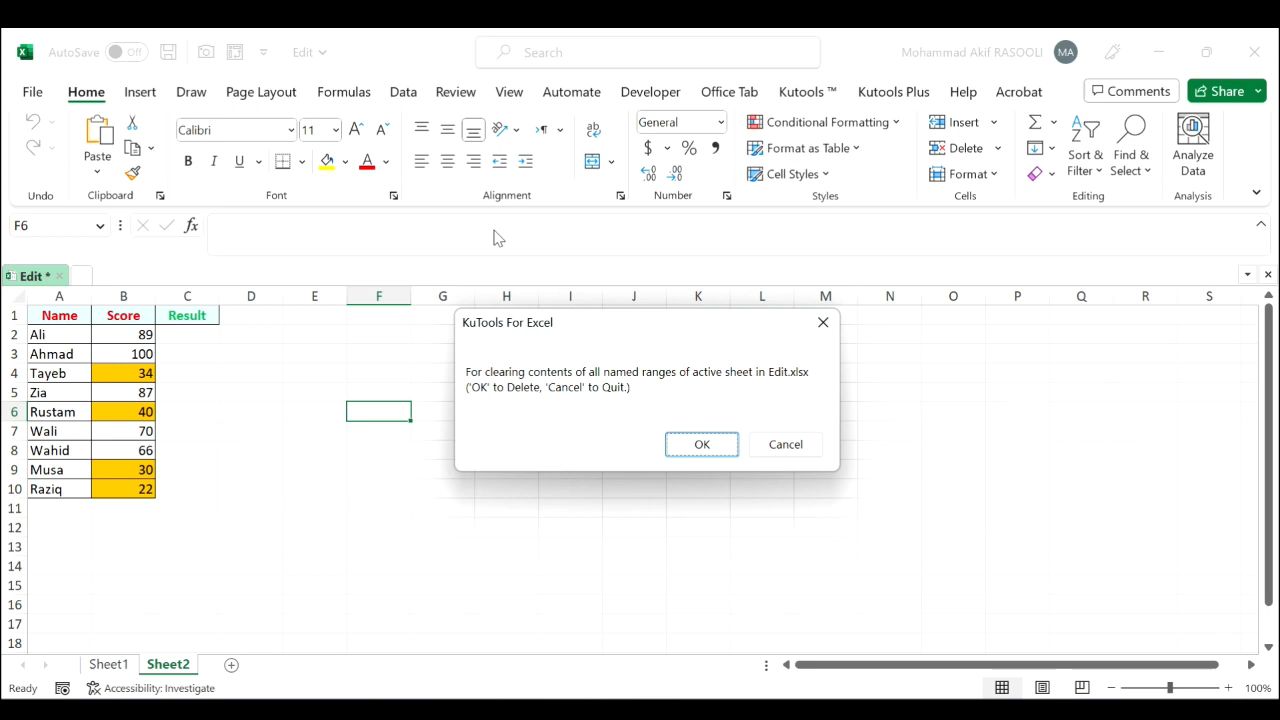 AutoSave Off Edit Search Mohammad Akif RASOOLI MA
File Home Insert Draw Page Layout Formulas Data Review View Automate Developer Office Tab Kutools ™ Kutools Plus Help Acrobat Comments Share
Paste
Calibri 11
B I U A
ab
General
$ % ,
Conditional Formatting
Format as Table
Cell Styles
Insert
Delete
Format
Sort &
Filter
Find &
Select
Analyze
Data
Undo Clipboard Font Alignment Number Styles Cells Editing Analysis
F6 fx
Edit *
A B C D E F G H I J K L M N O P Q R S
1 Name Score Result
2 Ali 89
3 Ahmad 100
4 Tayeb 34
5 Zia 87
6 Rustam 40
7 Wali 70
8 Wahid 66
9 Musa 30
10 Raziq 22
11
12
13
14
15
16
17
18
KuTools For Excel
For clearing contents of all named ranges of active sheet in Edit.xlsx
('OK' to Delete, 'Cancel' to Quit.)
OK Cancel
Sheet1 Sheet2
Ready Accessibility: Investigate 100%